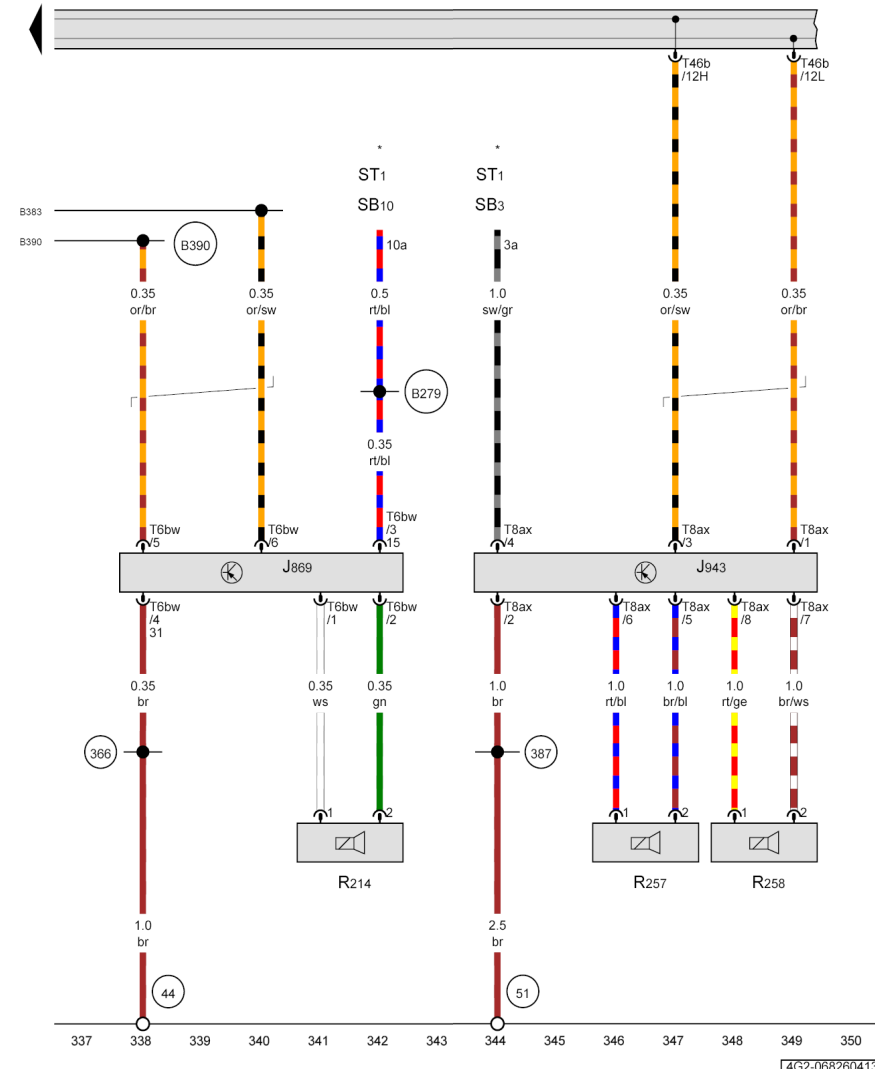 T46b T46b
/12H /12L
* *
ST1 ST1
SB10 SB3
B383
B390 B390
10a 3a
0.35 0.35 0.5 1.0 0.35 0.35
or/br or/sw rt/bl sw/gr or/sw or/br
B279
0.35
rt/bl
T6bw T6bw T6bw T8ax T8ax T8ax
/5 /6 /3 /4 /3 /1
15
J869 J943
T6bw T6bw T6bw T8ax T8ax T8ax T8ax T8ax
/4 /1 /2 /2 /6 /5 /8 /7
31
0.35 0.35 0.35 1.0 1.0 1.0 1.0 1.0
br ws gn br rt/bl br/bl rt/ge br/ws
366 387
1 2 1 2 1 2
R214 R257 R258
1.0 2.5
br br
44 51
337 338 339 340 341 342 343 344 345 346 347 348 349 350
4G2-068260413